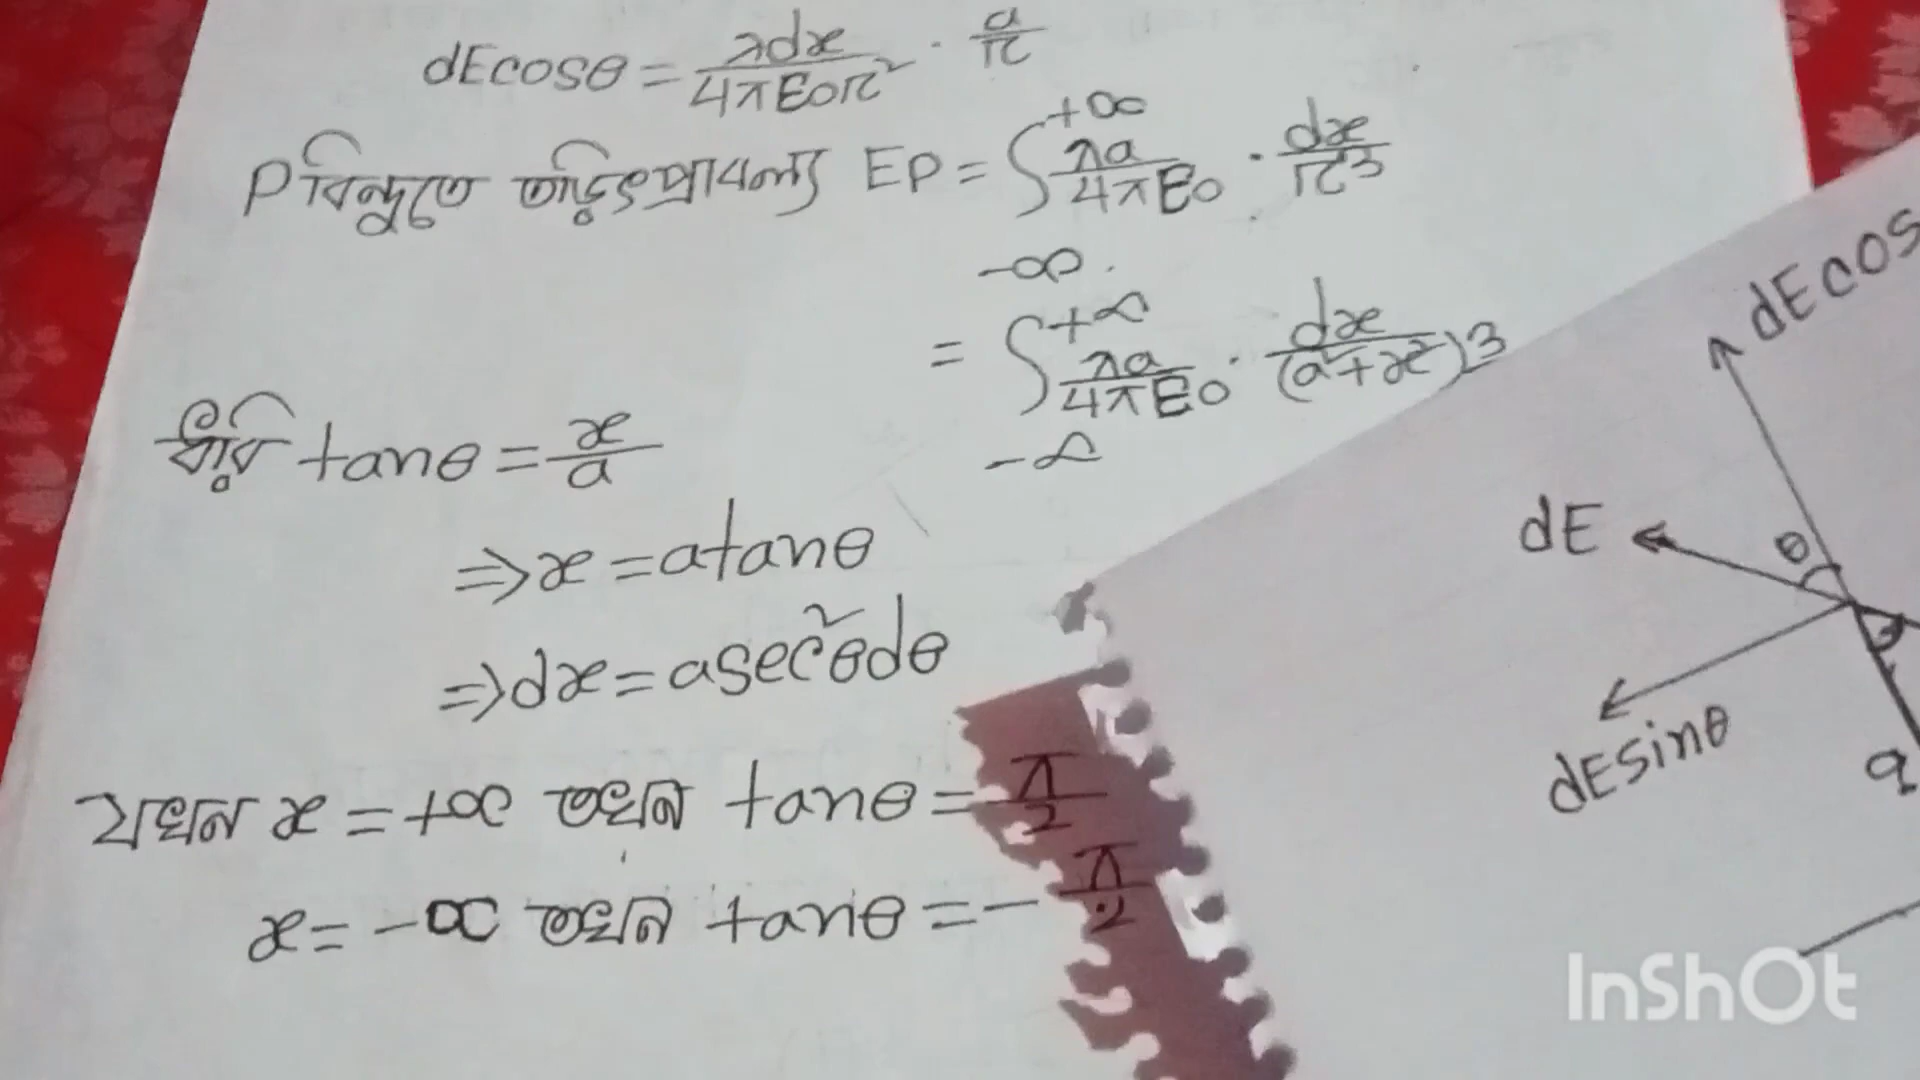 dEcosθ = λdx/4πε0r² · a/r
P বিন্দুতে তড়িৎপ্রাবল্য EP = ∫ +∞ -∞ λa/4πε0 · dx/r³
= ∫ +∞ -∞ λa/4πε0 · dx/(a²+x²)3
ধরি tanθ = x/a
⇒ x = atanθ
⇒ dx = asec²θdθ
যখন x = +∞ তখন tanθ = π/2
x = -∞ তখন tanθ = -π/2
dEcos
dE
θ
dEsinθ
a
InShOt